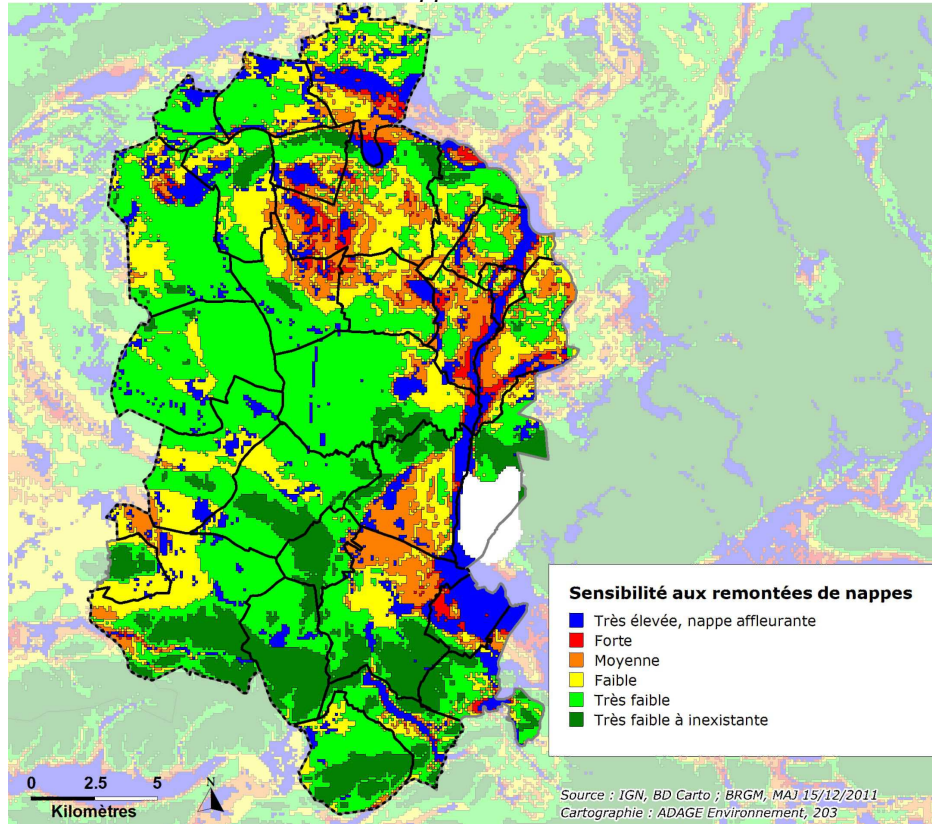 Sensibilité aux remontées de nappes
Très élevée, nappe affleurante
Forte
Moyenne
Faible
Très faible
Très faible à inexistante
0 2.5 5
Kilomètres
N
Source : IGN, BD Carto ; BRGM, MAJ 15/12/2011
Cartographie : ADAGE Environnement, 203